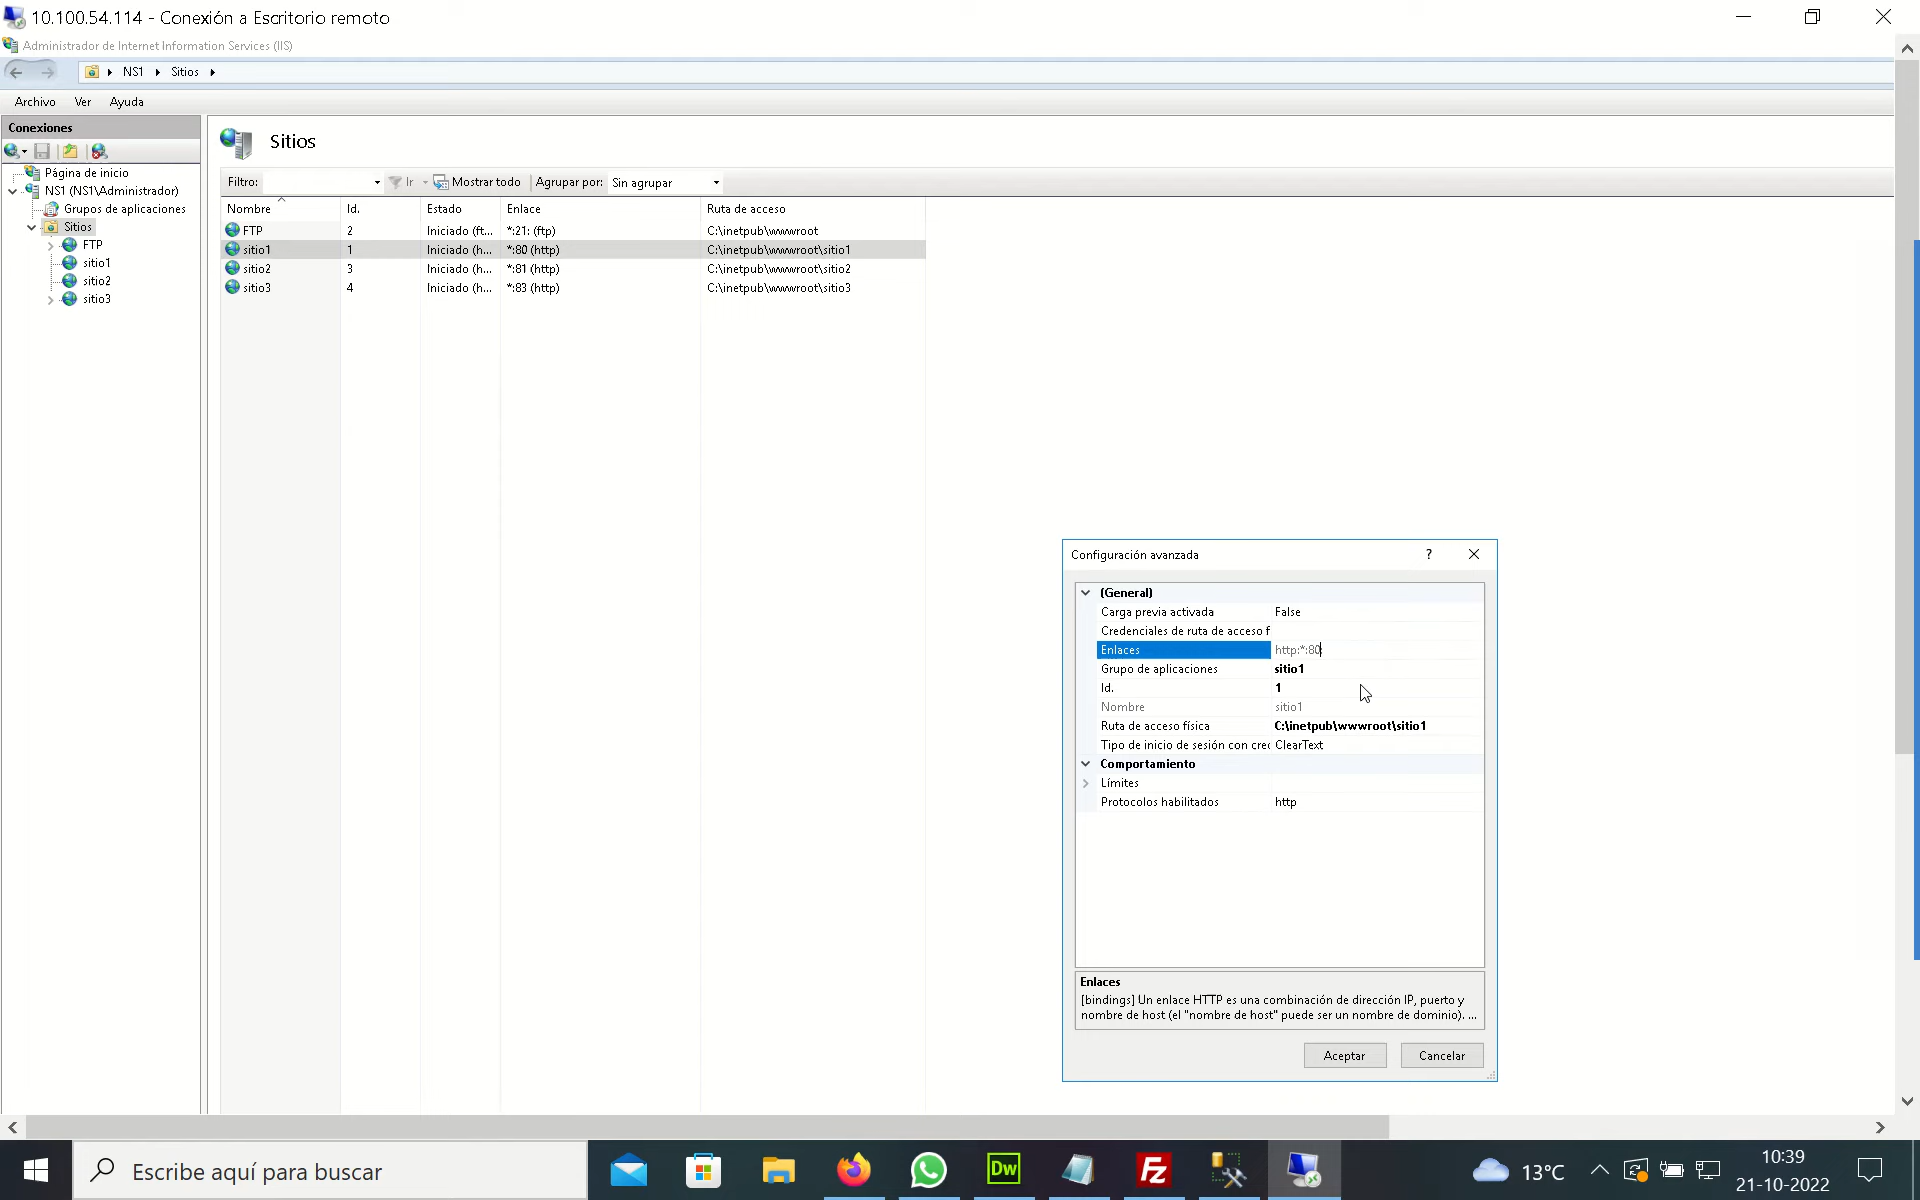 10.100.54.114 - Conexión a Escritorio remoto
Administrador de Internet Information Services (IIS)
NS1 Sitios
Archivo Ver Ayuda
Conexiones
Página de inicio
NS1 (NS1\Administrador)
Grupos de aplicaciones
Sitios
FTP
sitio1
sitio2
sitio3
Sitios
Filtro: Ir Mostrar todo Agrupar por: Sin agrupar
Nombre Id. Estado Enlace Ruta de acceso
FTP 2 Iniciado (ft... *:21: (ftp) C:\inetpub\wwwroot
sitio1 1 Iniciado (h... *:80 (http) C:\inetpub\wwwroot\sitio1
sitio2 3 Iniciado (h... *:81 (http) C:\inetpub\wwwroot\sitio2
sitio3 4 Iniciado (h... *:83 (http) C:\inetpub\wwwroot\sitio3
Configuración avanzada ?
(General)
Carga previa activada False
Credenciales de ruta de acceso f
Enlaces http:*:80:
Grupo de aplicaciones sitio1
Id. 1
Nombre sitio1
Ruta de acceso física C:\inetpub\wwwroot\sitio1
Tipo de inicio de sesión con crec ClearText
Comportamiento
Límites
Protocolos habilitados http
Enlaces
[bindings] Un enlace HTTP es una combinación de dirección IP, puerto y
nombre de host (el "nombre de host" puede ser un nombre de dominio). ...
Aceptar Cancelar
Escribe aquí para buscar
Dw
Fz
13°C
10:39
21-10-2022